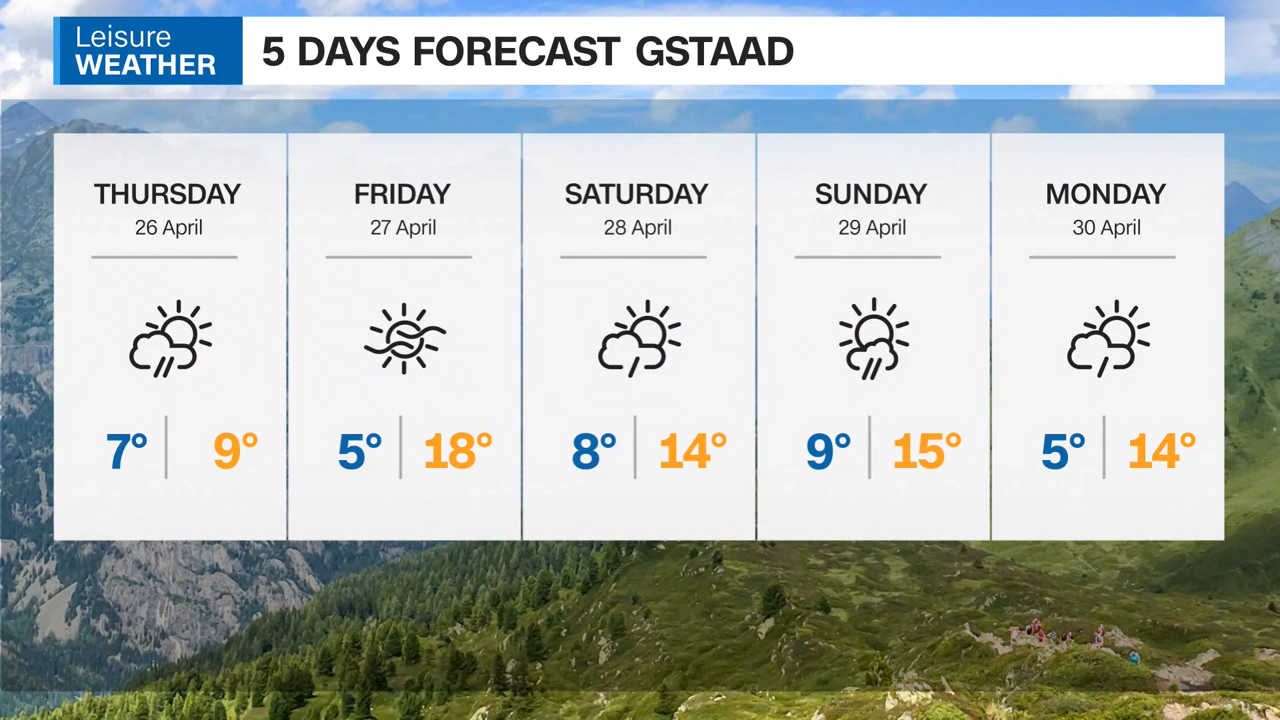 Leisure
WEATHER
5 DAYS FORECAST GSTAAD
THURSDAY
26 April
7° 9°
FRIDAY
27 April
5° 18°
SATURDAY
28 April
8° 14°
SUNDAY
29 April
9° 15°
MONDAY
30 April
5° 14°